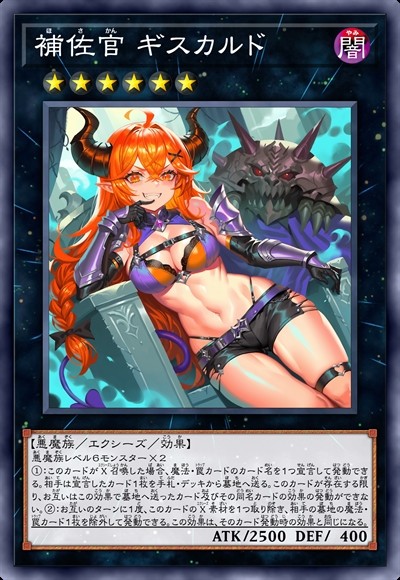 補佐官 ギスカルド
闇
【悪魔族／エクシーズ／効果】
悪魔族レベル６モンスター×２
①：このカードがX召喚した場合、魔法・罠カードのカード名を１つ宣言して発動でき
る。相手は宣言したカード１枚を手札・デッキから墓地へ送る。このカードが存在する限
り、お互いはこの効果で墓地へ送ったカード及びその同名カードの効果の発動ができな
い。②：お互いのターンに１度、このカードのX素材を１つ取り除き、相手の墓地の魔法・
罠カード１枚を除外して発動できる。この効果は、そのカード発動時の効果と同じになる。
ATK/2500 DEF/ 400